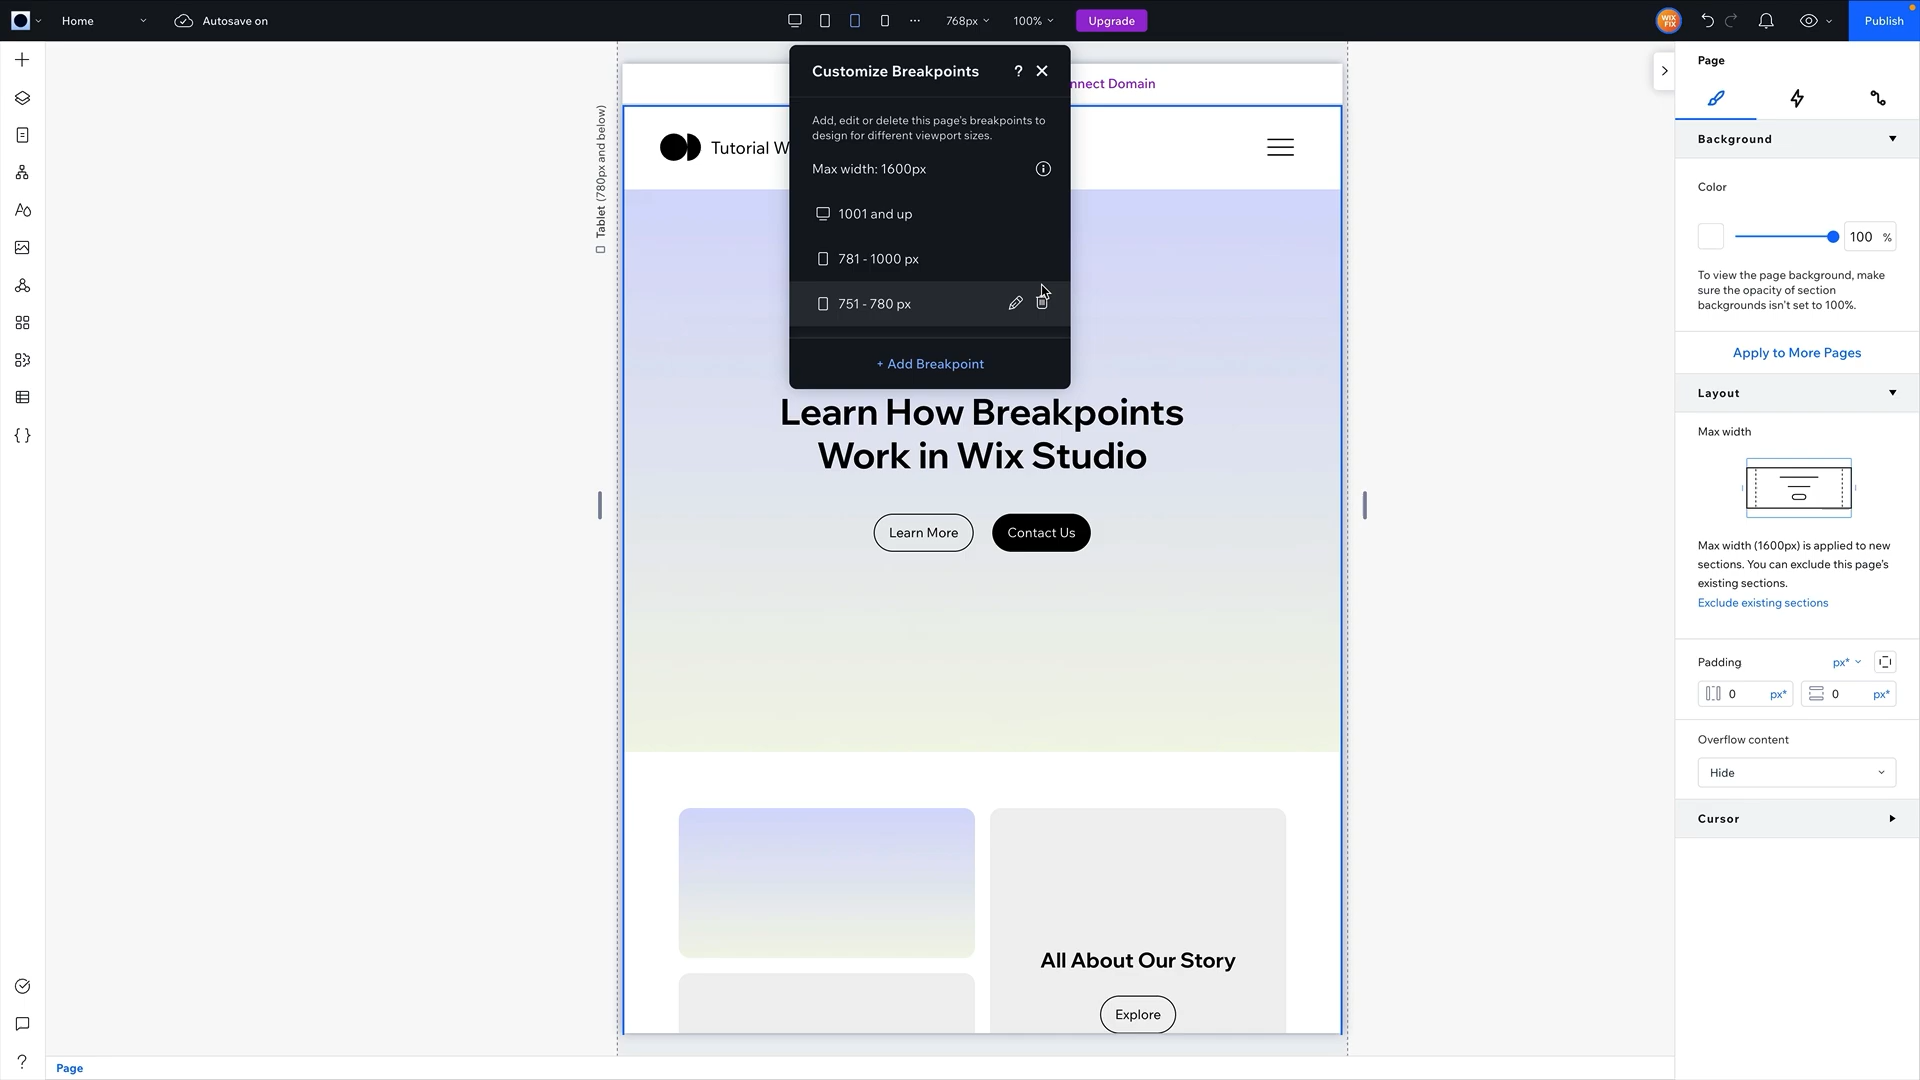 Home
Autosave on
768px
100%
Upgrade
WIX
FIX
Publish
Customize Breakpoints
?
Add, edit or delete this page's breakpoints to
design for different viewport sizes.
Max width: 1600px
1001 and up
781 - 1000 px
751 - 780 px
+ Add Breakpoint
nnect Domain
Tablet (780px and below)
Tutorial W
Learn How Breakpoints
Work in Wix Studio
Learn More
Contact Us
All About Our Story
Explore
Page
Background
Color
100 %
To view the page background, make
sure the opacity of section
backgrounds isn't set to 100%.
Apply to More Pages
Layout
Max width
Max width (1600px) is applied to new
sections. You can exclude this page's
existing sections.
Exclude existing sections
Padding
px*
0 px*
0 px*
Overflow content
Hide
Cursor
?
Page